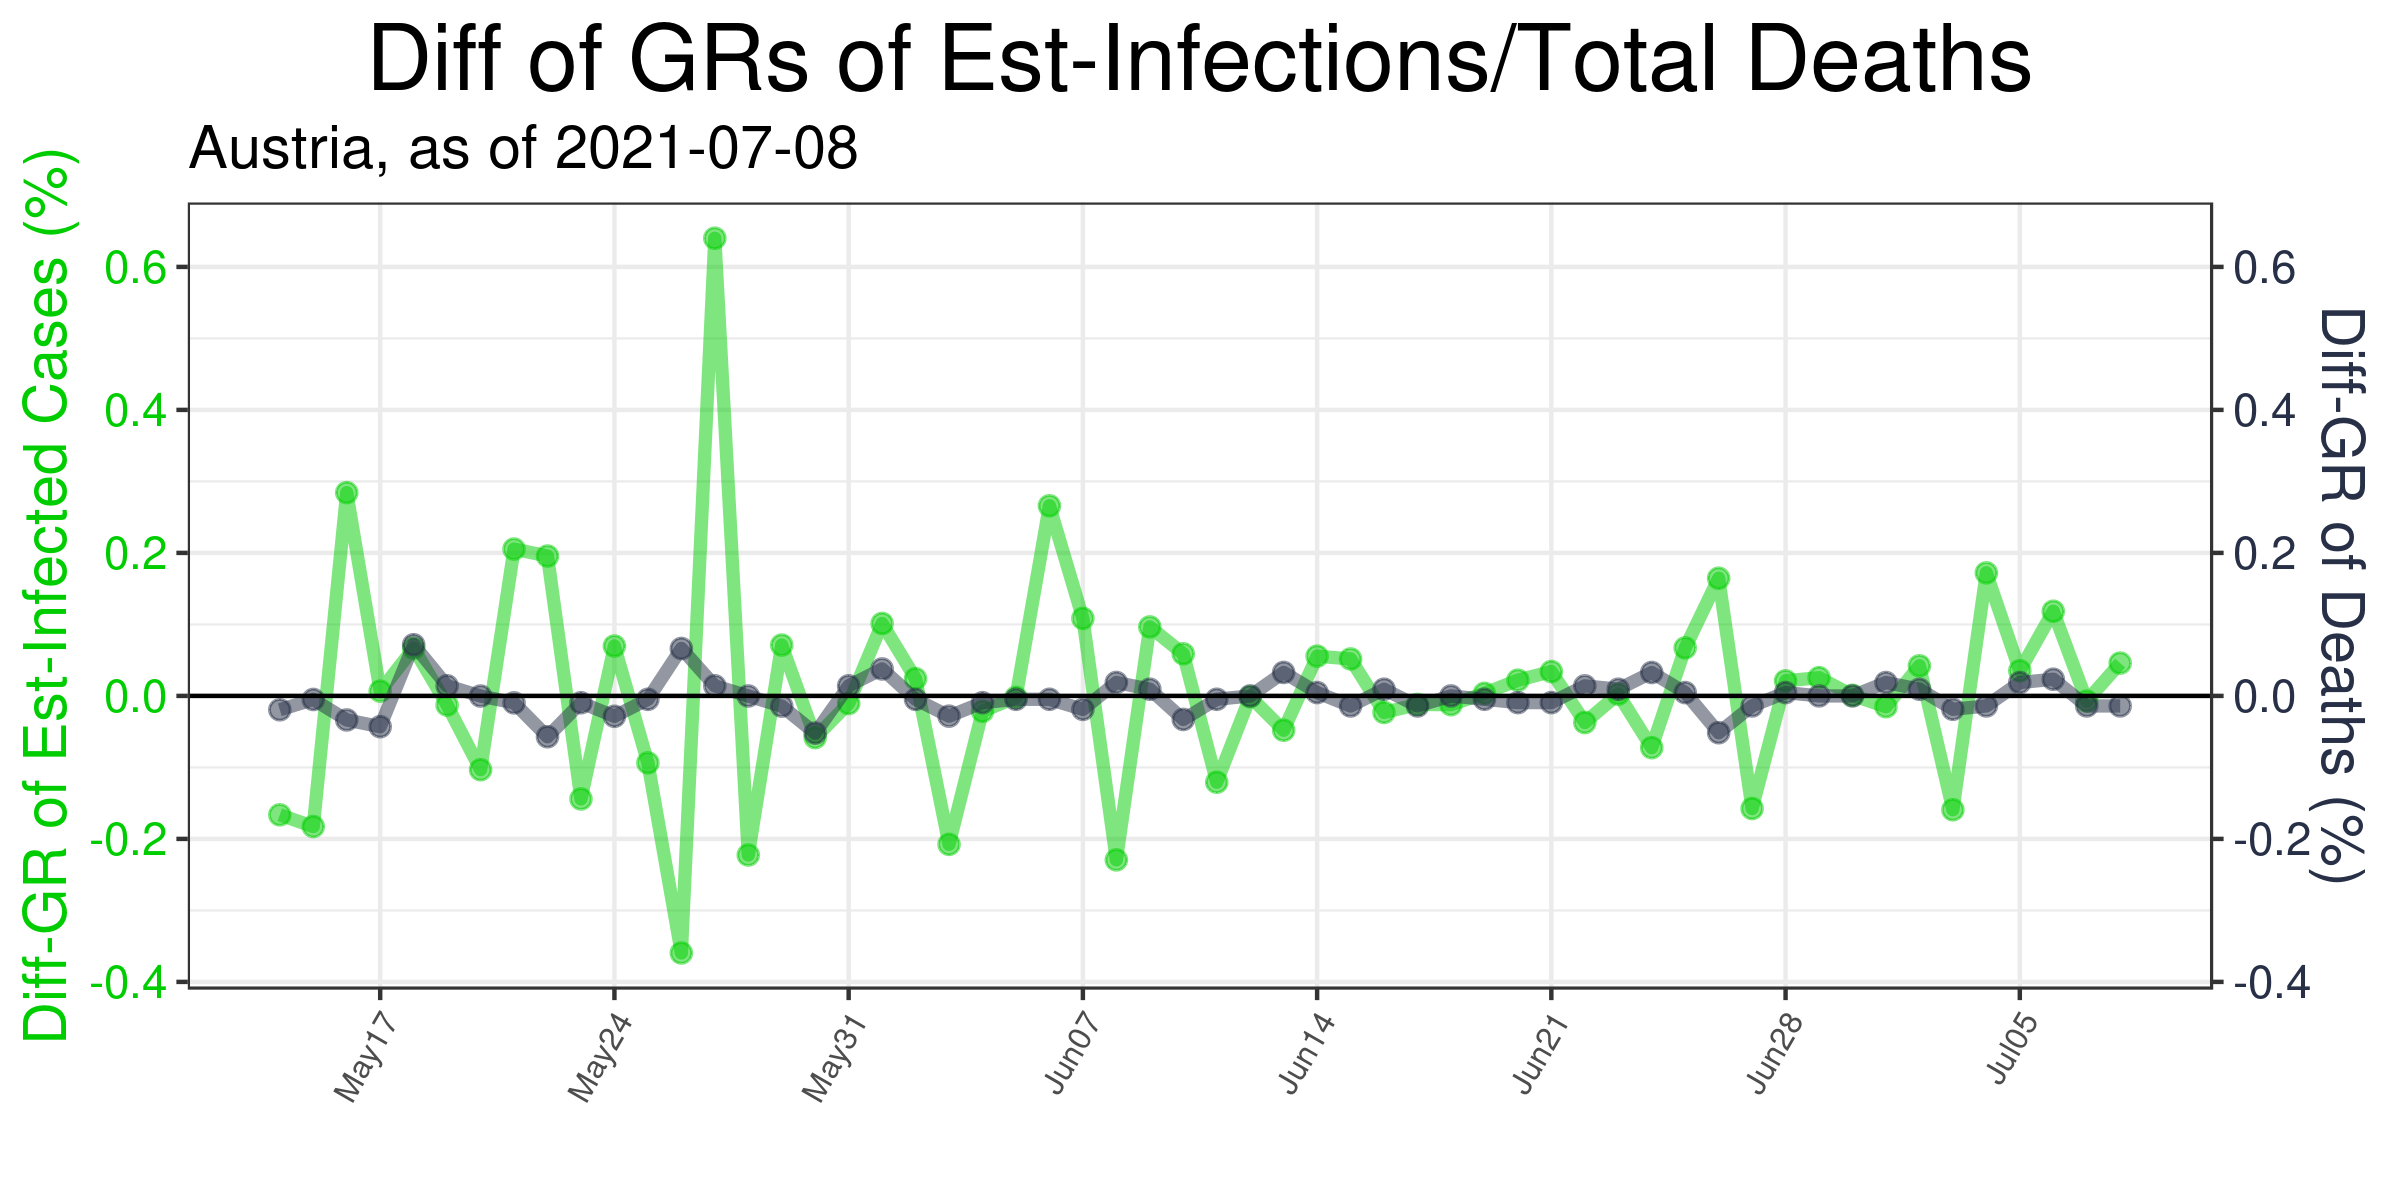 Diff of GRs of Est-Infections/Total Deaths
Austria, as of 2021-07-08
Diff-GR of Est-Infected Cases (%)
0.6
0.4
0.2
0.0
-0.2
-0.4
0.6
0.4
0.2
0.0
-0.2
-0.4
Diff-GR of Deaths (%)
May17
May24
May31
Jun07
Jun14
Jun21
Jun28
Jul05